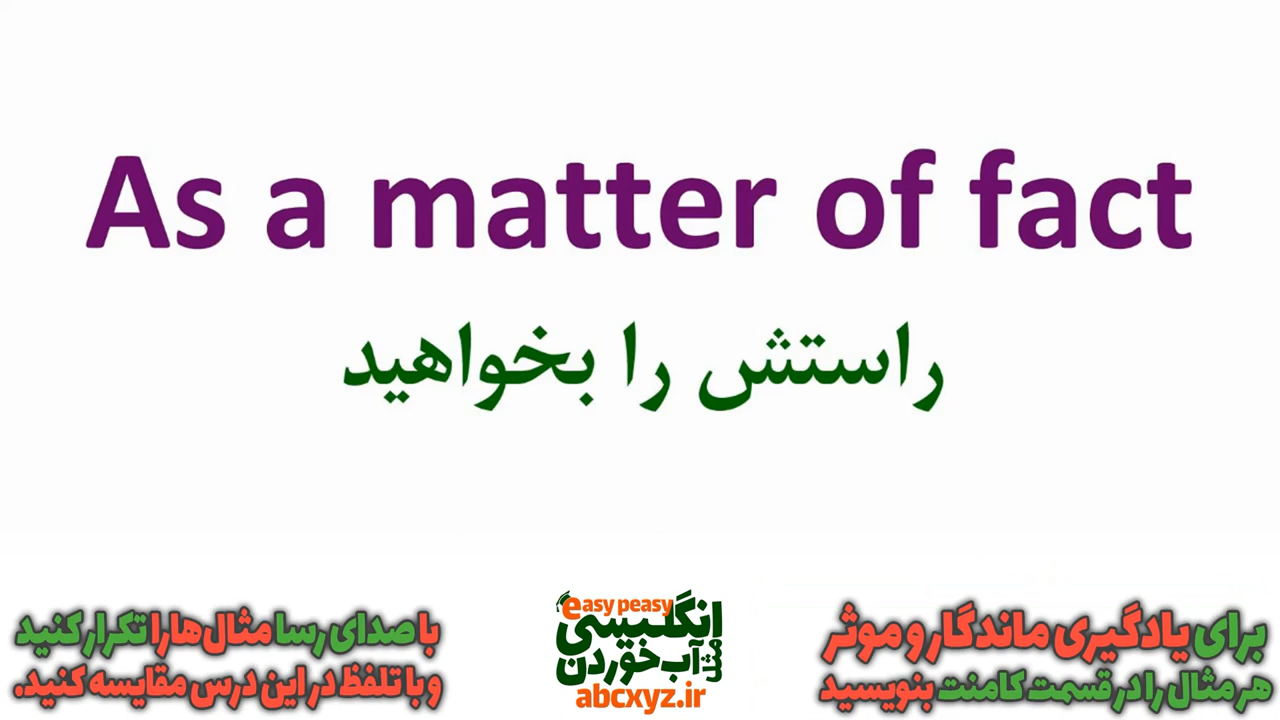 As a matter of fact
راستش را بخواهید
با صدای رسا مثال‌ها را تکرار کنید
و با تلفظ در این درس مقایسه کنید.
easy peasy
انگلیسی
مثل آب خوردن
abcxyz.ir
برای یادگیری ماندگار و موثر
هر مثال را در قسمت کامنت بنویسید